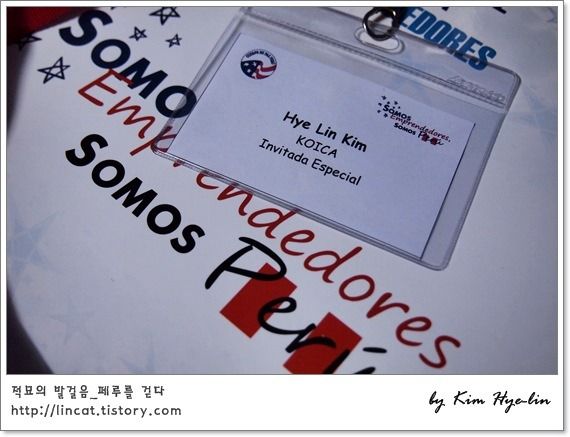 EDORES
SOMO
Emprendedores
SOMOS
Perú
SOMOS
Emprendedores,
SOMOS Perú
Hye Lin Kim
KOICA
Invitada Especial
적묘의 발걸음_페루를 걷다
http://lincat.tistory.com
by Kim Hye-lin